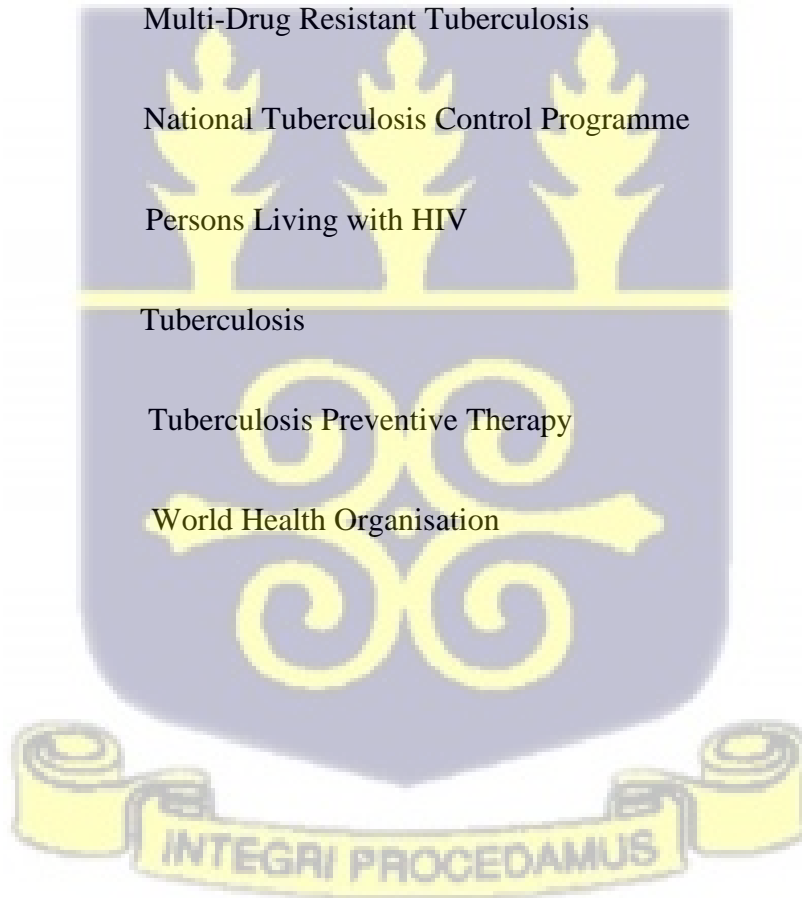 Multi-Drug Resistant Tuberculosis
National Tuberculosis Control Programme
Persons Living with HIV
Tuberculosis
Tuberculosis Preventive Therapy
World Health Organisation
INTEGRI PROCEDAMUS